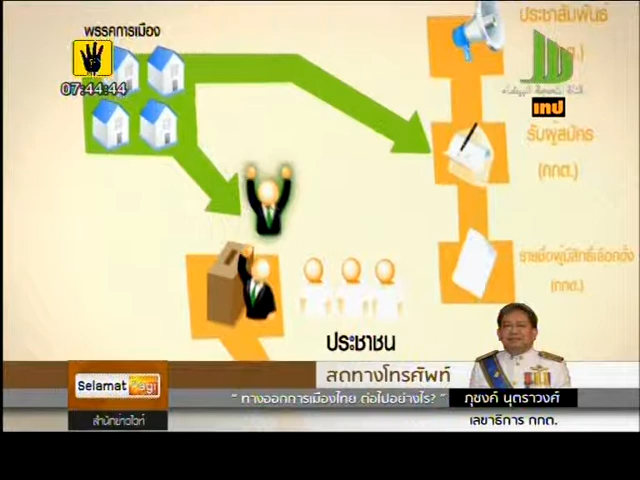 พรรคการเมือง
07:44:44
ประชาสัมพันธ์
เทป
รับผู้สมัคร
(กกต.)
รายชื่อผู้มีสิทธิ์เลือกตั้ง
(กกต.)
ประชาชน
สดทางโทรศัพท์
Selamat Pagi
" ทางออกการเมืองไทย ต่อไปอย่างไร? "
ภุชงค์ นุตราวงศ์
สำนักข่าวไวท์
เลขาธิการ กกต.